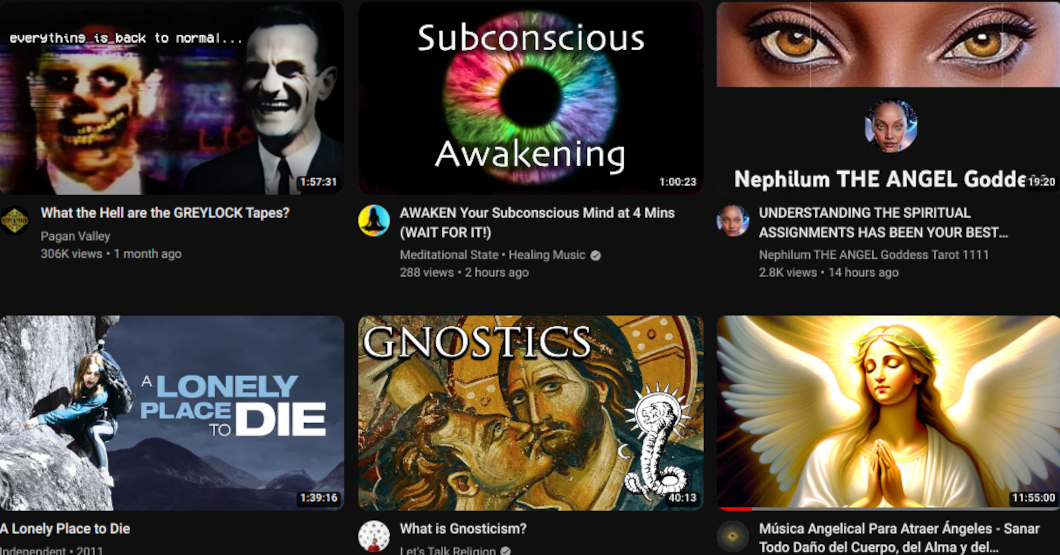 everything is back to normal...
1:57:31
What the Hell are the GREYLOCK Tapes?
Pagan Valley
306K views • 1 month ago
Subconscious
Awakening
1:00:23
AWAKEN Your Subconscious Mind at 4 Mins
(WAIT FOR IT!)
Meditational State • Healing Music
288 views • 2 hours ago
Nephilum THE ANGEL Godde
19:20
UNDERSTANDING THE SPIRITUAL
ASSIGNMENTS HAS BEEN YOUR BEST...
Nephilum THE ANGEL Goddess Tarot 1111
2.8K views • 14 hours ago
A LONELY
PLACE
TO DIE
1:39:16
A Lonely Place to Die
Independent • 2011
GNOSTICS
40:13
What is Gnosticism?
Let's Talk Religion
11:55:00
Música Angelical Para Atraer Ángeles - Sanar
Todo Daño del Cuerpo, del Alma y del...